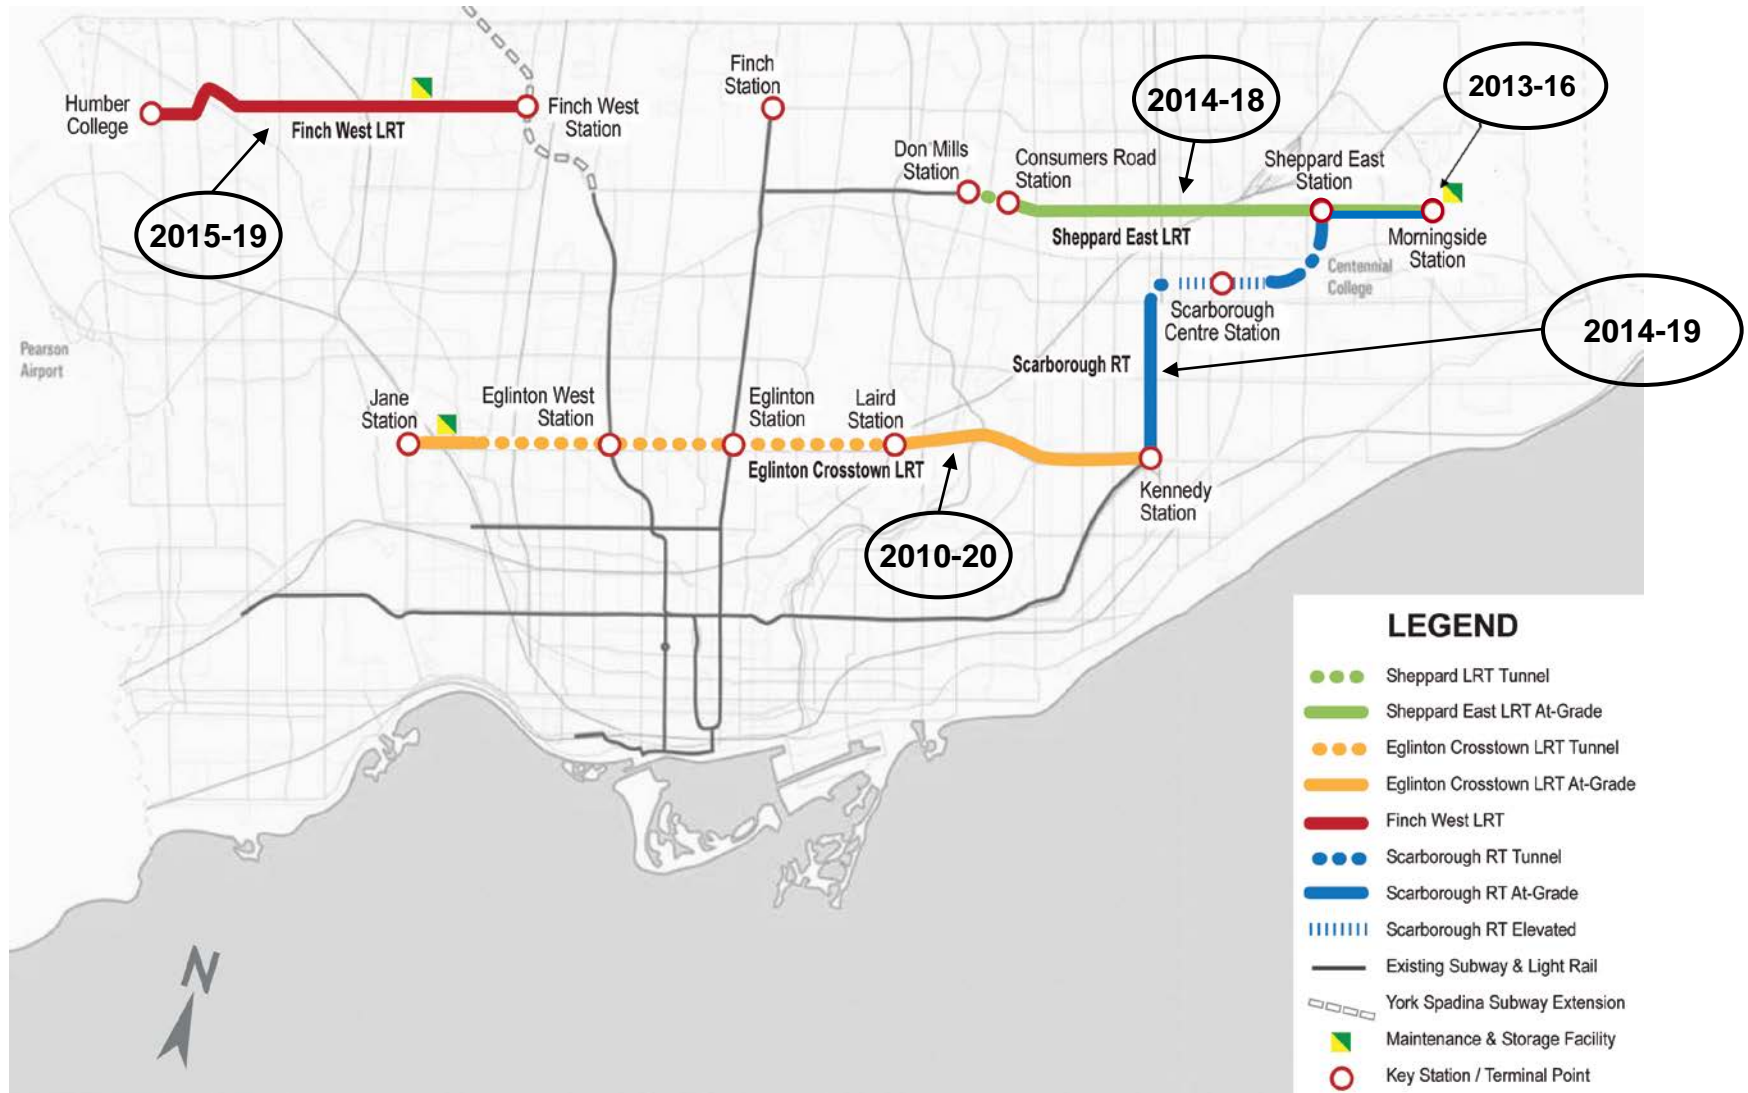 Humber
College
Finch West LRT
Finch West
Station
2015-19
Finch
Station
Don Mills
Station
Consumers Road
Station
2014-18
Sheppard East
Station
2013-16
Sheppard East LRT
Morningside
Station
Centennial
College
Scarborough
Centre Station
2014-19
Scarborough RT
Pearson
Airport
Jane
Station
Eglinton West
Station
Eglinton
Station
Laird
Station
Eglinton Crosstown LRT
Kennedy
Station
2010-20
N
LEGEND
Sheppard LRT Tunnel
Sheppard East LRT At-Grade
Eglinton Crosstown LRT Tunnel
Eglinton Crosstown LRT At-Grade
Finch West LRT
Scarborough RT Tunnel
Scarborough RT At-Grade
Scarborough RT Elevated
Existing Subway & Light Rail
York Spadina Subway Extension
Maintenance & Storage Facility
Key Station / Terminal Point